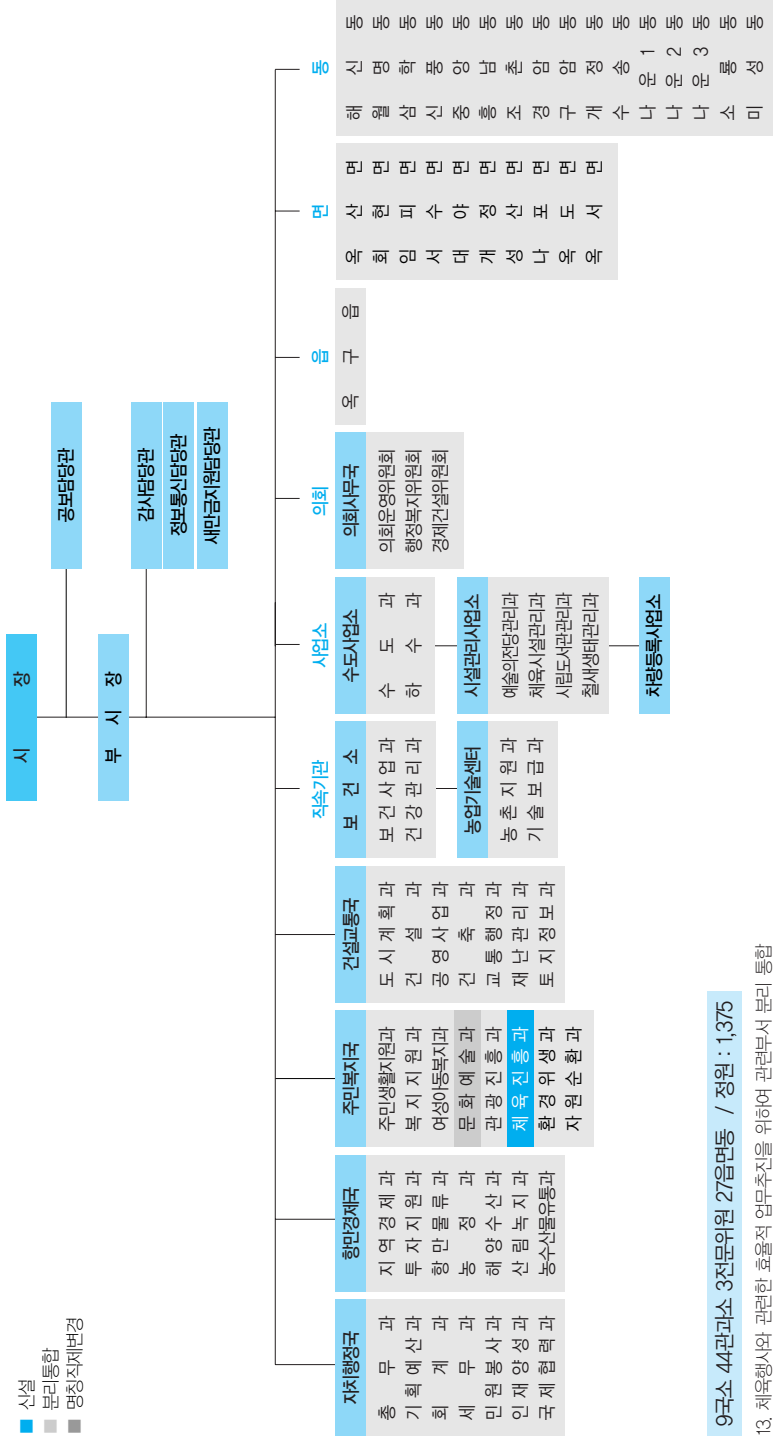 신설
분리통합
명칭직제변경
시 장
공보담당관
부 시 장
감사담당관
정보통신담당관
새만금지원담당관
자치행정국
총 무 과
기획예산과
회 계 과
세 무 과
민원봉사과
인재양성과
국제협력과
항만경제국
지역경제과
투자지원과
항만물류과
농 정 과
해양수산과
산림녹지과
농수산물유통과
주민복지국
주민생활지원과
복지지원과
여성아동복지과
문화예술과
관광진흥과
체육진흥과
환경위생과
자원순환과
건설교통국
도시계획과
건 설 과
공영사업과
건 축 과
교통행정과
재난관리과
토지정보과
직속기관
보 건 소
보건사업과
건강관리과
농업기술센터
농촌지원과
기술보급과
사업소
수도사업소
수 도 과
하 수 과
시설관리사업소
예술의전당관리과
체육시설관리과
시립도서관관리과
철새생태관리과
차량등록사업소
의회
의회사무국
의회운영위원회
행정복지위원회
경제건설위원회
읍
옥 구 읍
면
옥 산 면
회 현 면
임 피 면
서 수 면
대 야 면
개 정 면
성 산 면
나 포 면
옥 도 면
옥 서 면
동
해 신 동
월 명 동
삼 학 동
신 풍 동
중 앙 동
흥 남 동
조 촌 동
경 암 동
구 암 동
개 정 동
수 송 동
나 운 1 동
나 운 2 동
나 운 3 동
소 룡 동
미 성 동
9국소 44관과소 3전문위원 27읍면동 / 정원 : 1,375
13, 체육행사와 관련한 효율적 업무추진을 위하여 관련부서 분리 통합